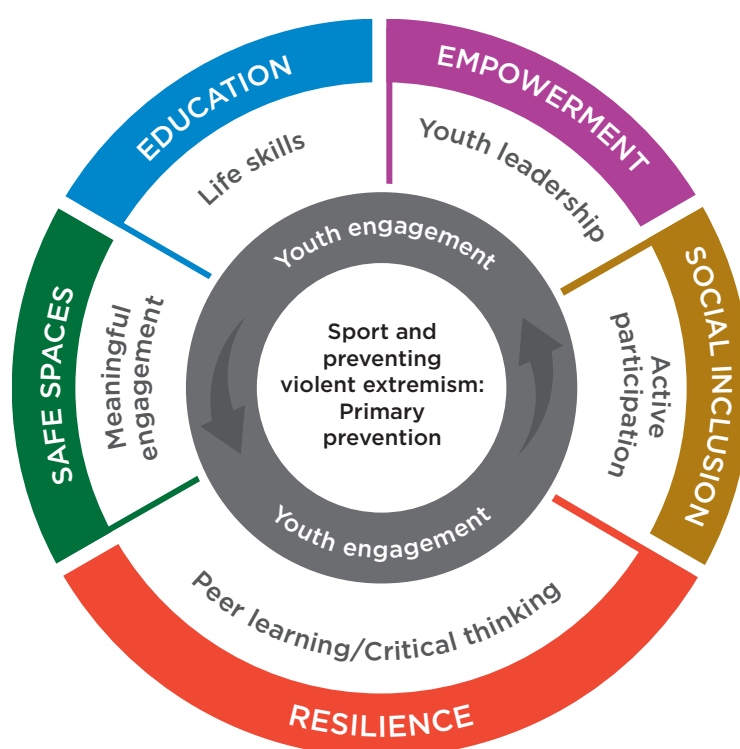 EDUCATION
Life skills
EMPOWERMENT
Youth leadership
SOCIAL INCLUSION
Active
participation
RESILIENCE
Peer learning/Critical thinking
SAFE SPACES
Meaningful
engagement
Youth engagement
Sport and
preventing
violent extremism:
Primary
prevention
Youth engagement